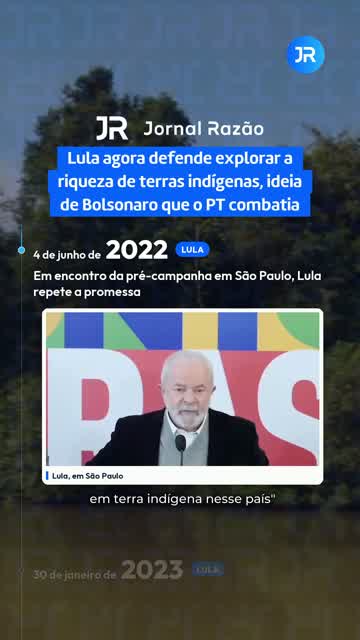 JR
JR Jornal Razão
Lula agora defende explorar a
riqueza de terras indígenas, ideia
de Bolsonaro que o PT combatia
4 de junho de 2022 LULA
Em encontro da pré-campanha em São Paulo, Lula
repete a promessa
Lula, em São Paulo
em terra indígena nesse país"
30 de janeiro de 2023 LULA